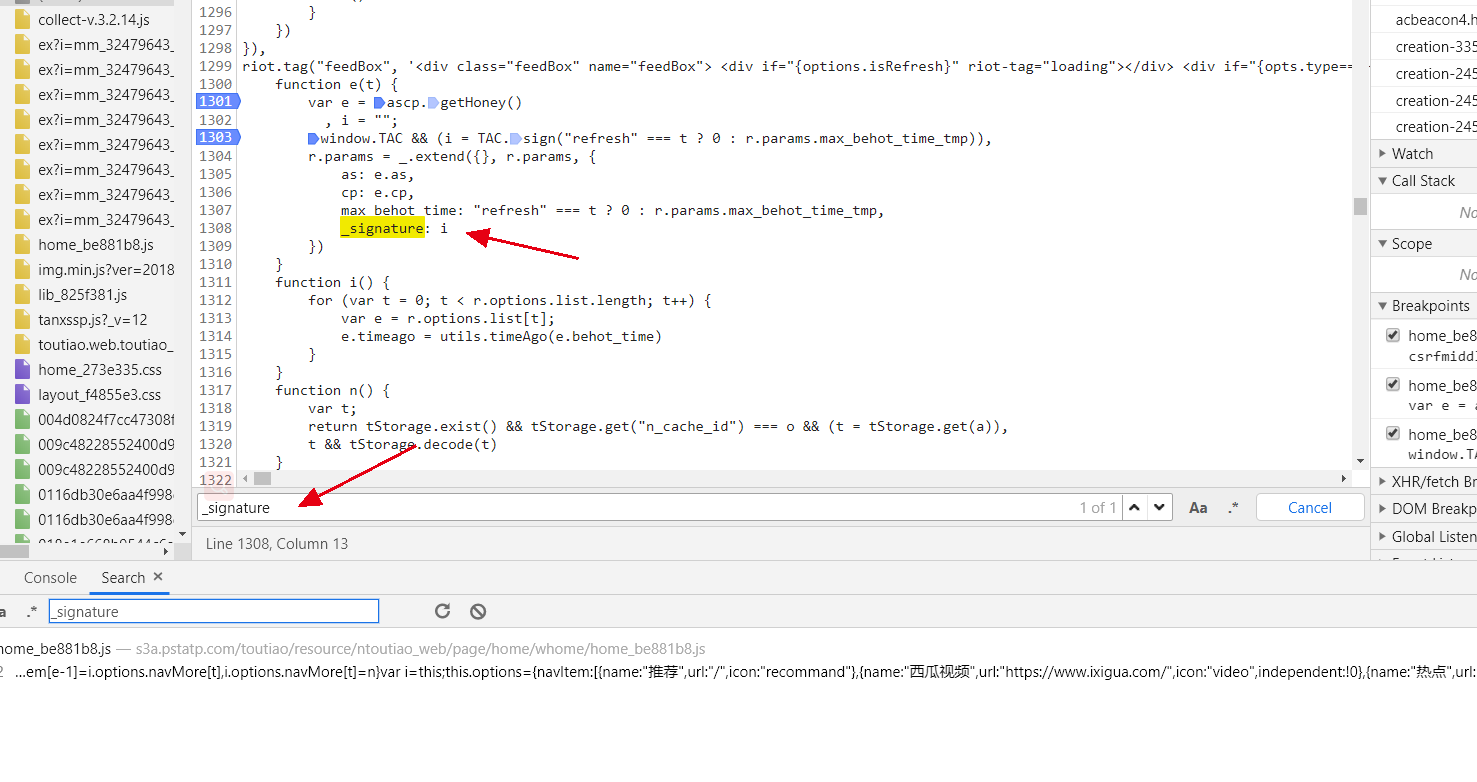 collect-v.3.2.14.js
ex?i=mm_32479643_
ex?i=mm_32479643_
ex?i=mm_32479643_
ex?i=mm_32479643_
ex?i=mm_32479643_
ex?i=mm_32479643_
ex?i=mm_32479643_
ex?i=mm_32479643_
home_be881b8.js
img.min.js?ver=2018
lib_825f381.js
tanxssp.js?_v=12
toutiao.web.toutiao_
home_273e335.css
layout_f4855e3.css
004d0824f7cc47308f
009c48228552400d9
009c48228552400d9
0116db30e6aa4f998
0116db30e6aa4f998
1296 }
1297 })
1298 }),
1299 riot.tag("feedBox", '<div class="feedBox" name="feedBox"> <div if="{options.isRefresh}" riot-tag="loading"></div> <div if="{opts.type==
1300 function e(t) {
1301 var e = ascp.getHoney()
1302 , i = "";
1303 window.TAC && (i = TAC.sign("refresh" === t ? 0 : r.params.max_behot_time_tmp)),
1304 r.params = _.extend({}, r.params, {
1305 as: e.as,
1306 cp: e.cp,
1307 max_behot_time: "refresh" === t ? 0 : r.params.max_behot_time_tmp,
1308 _signature: i
1309 })
1310 }
1311 function i() {
1312 for (var t = 0; t < r.options.list.length; t++) {
1313 var e = r.options.list[t];
1314 e.timeago = utils.timeAgo(e.behot_time)
1315 }
1316 }
1317 function n() {
1318 var t;
1319 return tStorage.exist() && tStorage.get("n_cache_id") === o && (t = tStorage.get(a)),
1320 t && tStorage.decode(t)
1321 }
1322
_signature 1 of 1 Aa .* Cancel
Line 1308, Column 13
acbeacon4.h
creation-335
creation-245
creation-245
creation-245
Watch
Call Stack
No
Scope
No
Breakpoints
home_be8
csrfmiddl
home_be8
var e = a
home_be8
window.TA
XHR/fetch Br
DOM Breakp
Global Listen
Console Search ×
a .* _signature
home_be881b8.js — s3a.pstatp.com/toutiao/resource/ntoutiao_web/page/home/whome/home_be881b8.js
2 …em[e-1]=i.options.navMore[t],i.options.navMore[t]=n}var i=this;this.options={navItem:[{name:"推荐",url:"/",icon:"recommand"},{name:"西瓜视频",url:"https://www.ixigua.com/",icon:"video",independent:!0},{name:"热点",url: